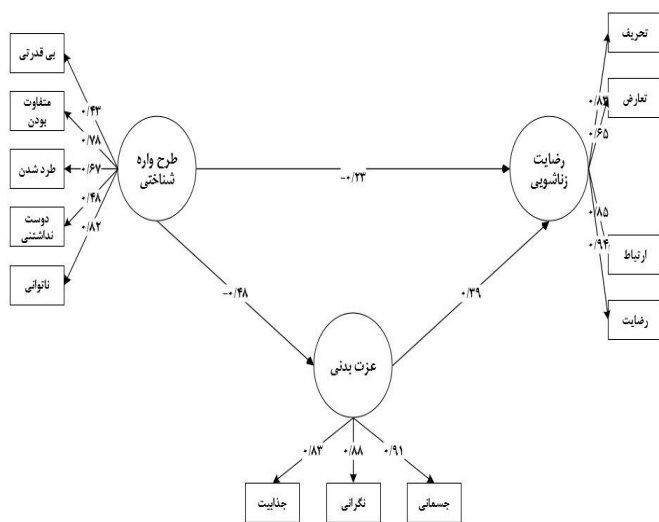 تحریف
بی قدرتی
۰/۴۳
متفاوت
بودن
۰/۷۸
تعارض
۰/۶۵
طرح واره
شناختی
رضایت
زناشویی
طرد شدن
۰/۶۷
-۰/۲۳
دوست
نداشتنی
۰/۴۸
۰/۸۵
ارتباط
ناتوانی
۰/۸۲
۰/۹۴
رضایت
-۰/۴۸
۰/۳۹
عزت بدنی
۰/۸۳
۰/۸۸
۰/۹۱
جذابیت
نگرانی
جسمانی